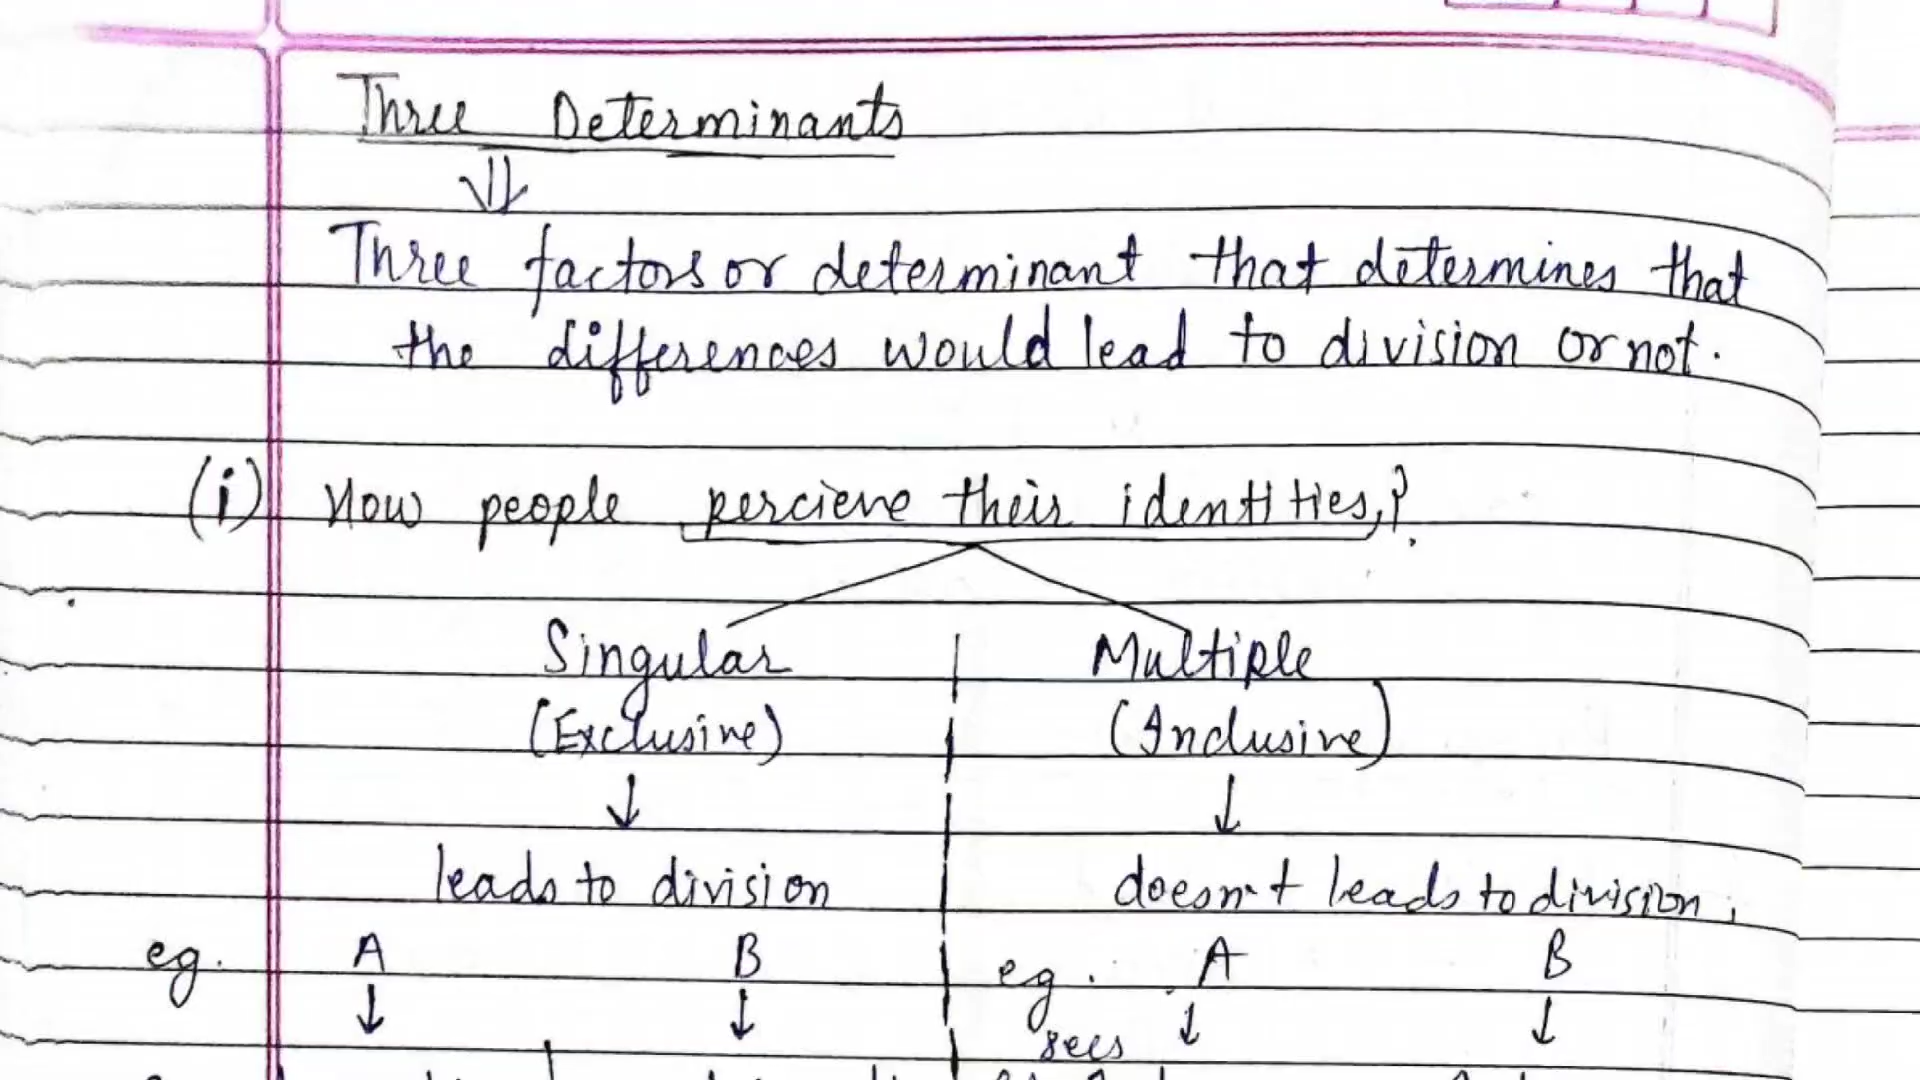 Three Determinants
Three factors or determinant that determines that
the differences would lead to division or not.
(i) How people percieve their identities?
Singular Multiple
(Exclusive) (Inclusive)
leads to division doesn't leads to division.
eg. A B eg. A B
sees